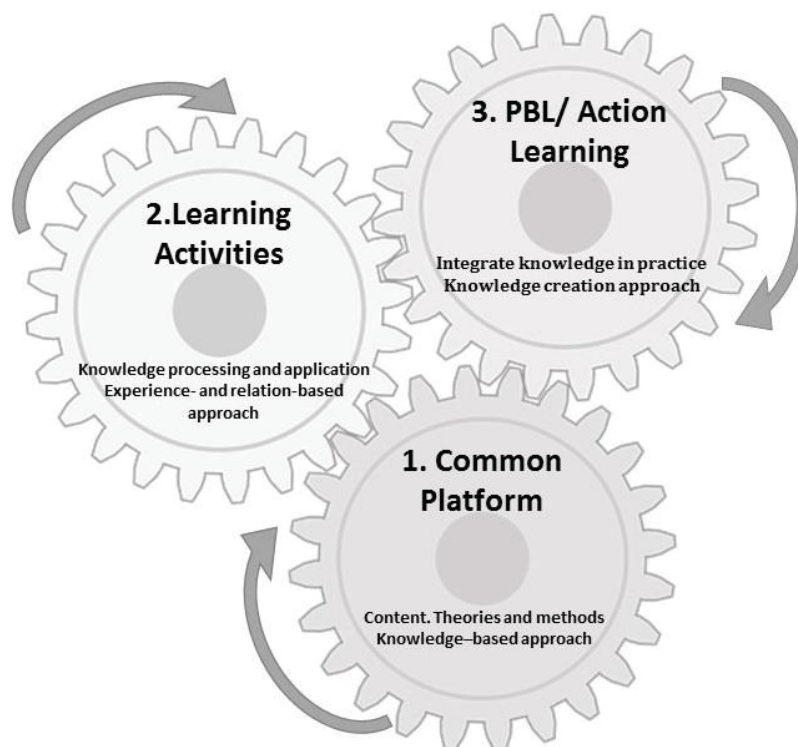 3. PBL/ Action
Learning
Integrate knowledge in practice
Knowledge creation approach
2.Learning
Activities
Knowledge processing and application
Experience- and relation-based
approach
1. Common
Platform
Content. Theories and methods
Knowledge–based approach